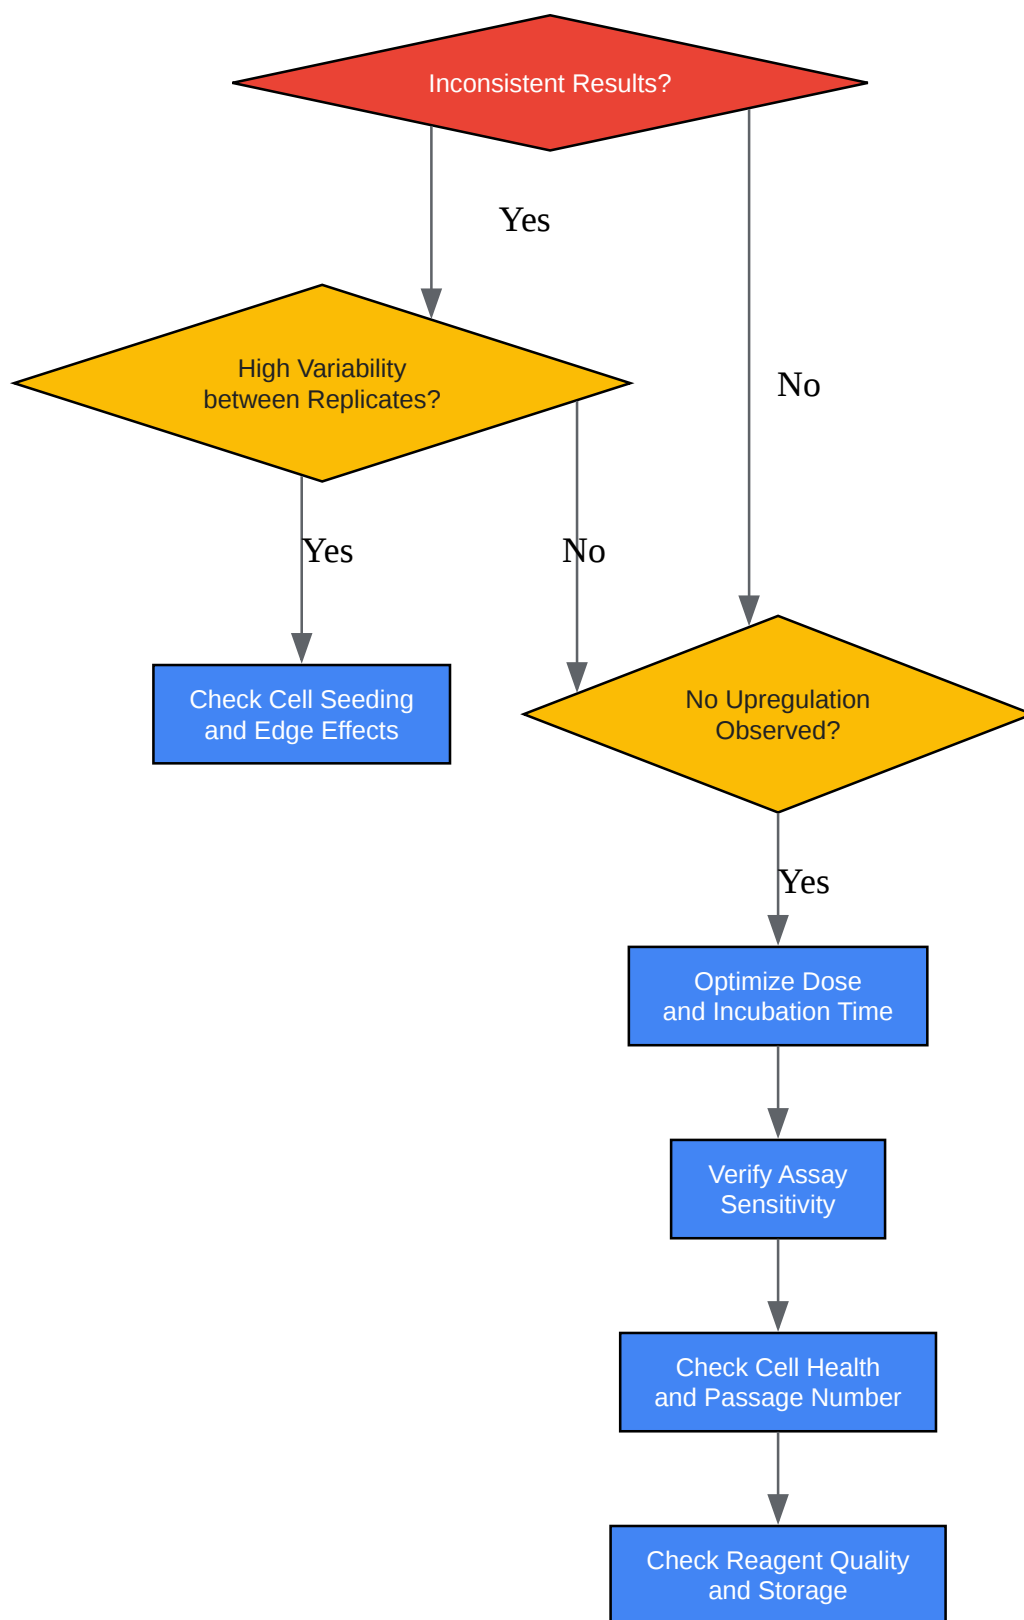 Inconsistent Results?
Yes
High Variability
between Replicates?
No
Yes
No
Check Cell Seeding
and Edge Effects
No Upregulation
Observed?
Yes
Optimize Dose
and Incubation Time
Verify Assay
Sensitivity
Check Cell Health
and Passage Number
Check Reagent Quality
and Storage